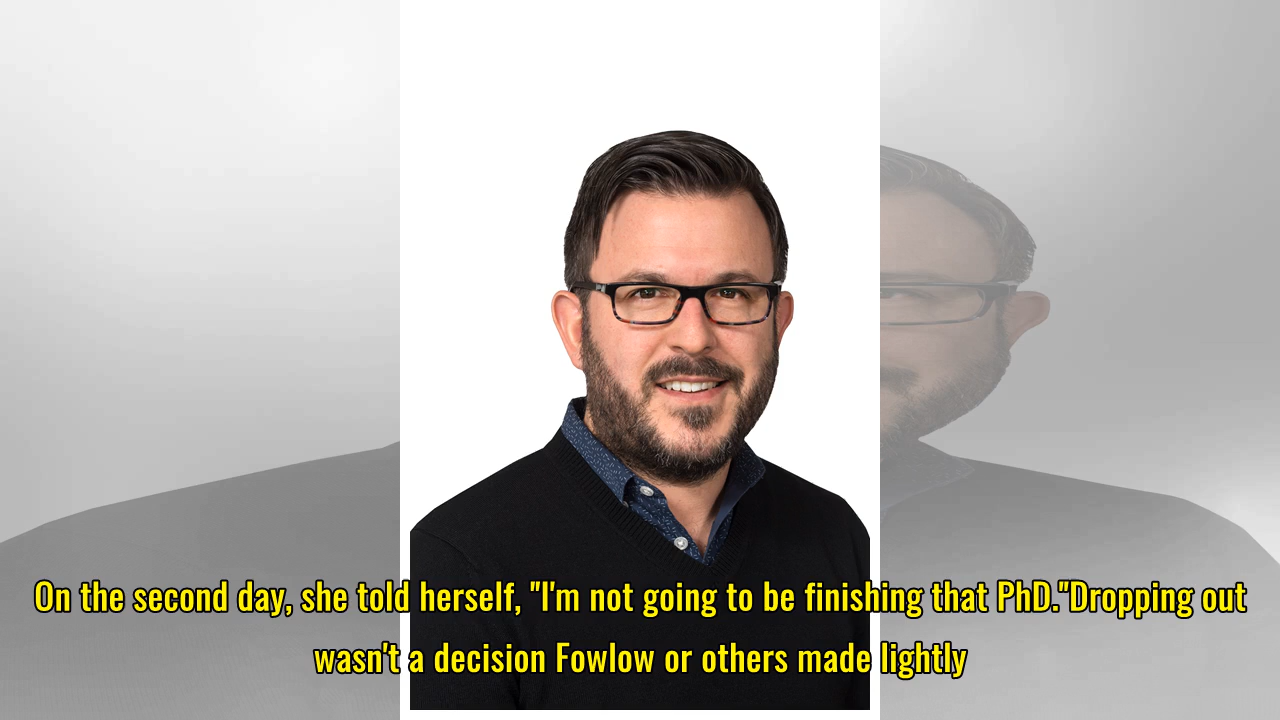 On the second day, she told herself, "I'm not going to be finishing that PhD."Dropping out
wasn't a decision Fowlow or others made lightly